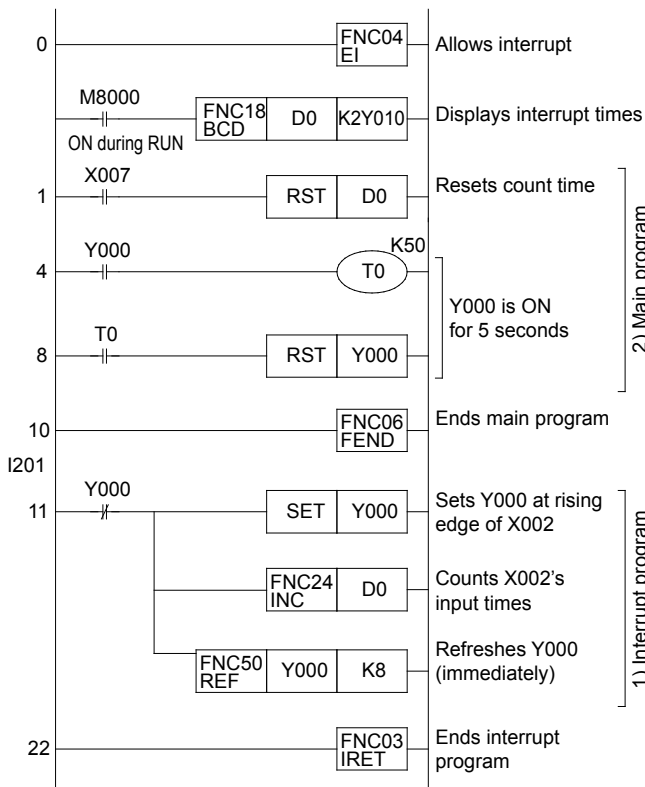 0 FNC04 EI Allows interrupt
M8000
FNC18 BCD D0 K2Y010 Displays interrupt times
ON during RUN
X007
1 RST D0 Resets count time
Y000 K50
4 T0
Y000 is ON
for 5 seconds
T0
8 RST Y000
2) Main program
10 FNC06 FEND Ends main program
I201
Y000
11 SET Y000 Sets Y000 at rising
edge of X002
FNC24 INC D0 Counts X002's
input times
FNC50 REF Y000 K8 Refreshes Y000
(immediately)
1) Interrupt program
22 FNC03 IRET Ends interrupt
program